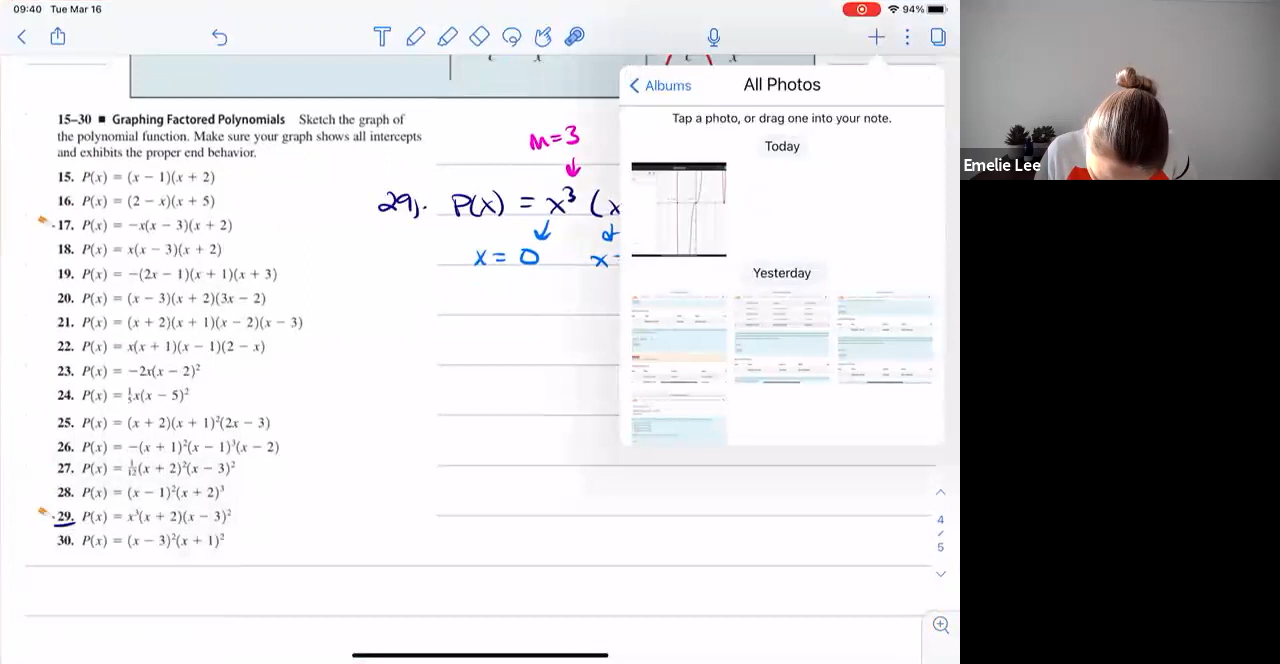 09:40 Tue Mar 16
94%
Albums
All Photos
Tap a photo, or drag one into your note.
Today
Yesterday
15–30 ■ Graphing Factored Polynomials Sketch the graph of
the polynomial function. Make sure your graph shows all intercepts
and exhibits the proper end behavior.
15. P(x) = (x − 1)(x + 2)
16. P(x) = (2 − x)(x + 5)
17. P(x) = −x(x − 3)(x + 2)
18. P(x) = x(x − 3)(x + 2)
19. P(x) = −(2x − 1)(x + 1)(x + 3)
20. P(x) = (x − 3)(x + 2)(3x − 2)
21. P(x) = (x + 2)(x + 1)(x − 2)(x − 3)
22. P(x) = x(x + 1)(x − 1)(2 − x)
23. P(x) = −2x(x − 2)²
24. P(x) = x(x − 5)²
25. P(x) = (x + 2)(x + 1)²(2x − 3)
26. P(x) = −(x + 1)²(x − 1)³(x − 2)
27. P(x) = 1/12(x + 2)²(x − 3)²
28. P(x) = (x − 1)²(x + 2)³
29. P(x) = x³(x + 2)(x − 3)²
30. P(x) = (x − 3)²(x + 1)²
m=3
29). P(x) = x³ (x
x = 0 x
4
/
5
Emelie Lee